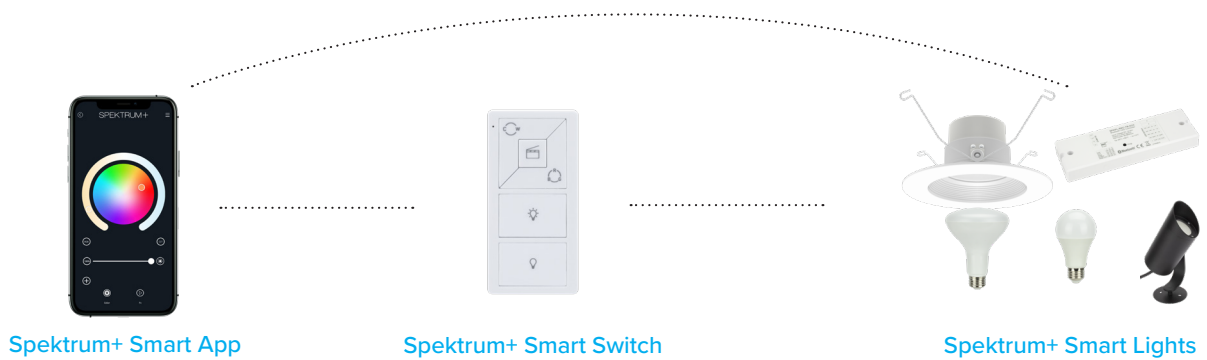 SPEKTRUM+
Spektrum+ Smart App
Spektrum+ Smart Switch
Spektrum+ Smart Lights